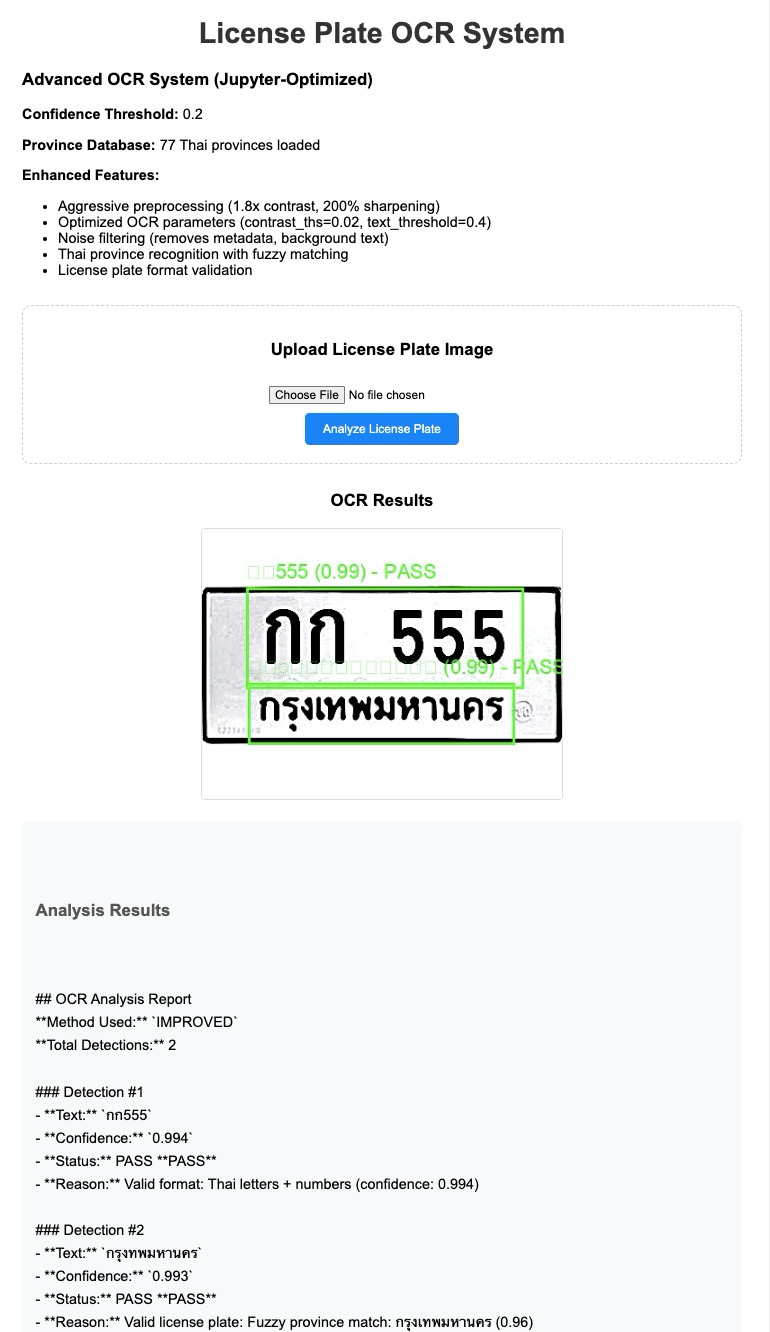 License Plate OCR System
Advanced OCR System (Jupyter-Optimized)
Confidence Threshold: 0.2
Province Database: 77 Thai provinces loaded
Enhanced Features:
• Aggressive preprocessing (1.8x contrast, 200% sharpening)
• Optimized OCR parameters (contrast_ths=0.02, text_threshold=0.4)
• Noise filtering (removes metadata, background text)
• Thai province recognition with fuzzy matching
• License plate format validation
Upload License Plate Image
Choose File No file chosen
Analyze License Plate
OCR Results
□□555 (0.99) - PASS
กก 555
□□□□□□□□□□□□□ (0.99) - PASS
กรุงเทพมหานคร
Analysis Results
## OCR Analysis Report
**Method Used:** `IMPROVED`
**Total Detections:** 2
### Detection #1
- **Text:** `กก555`
- **Confidence:** `0.994`
- **Status:** PASS **PASS**
- **Reason:** Valid format: Thai letters + numbers (confidence: 0.994)
### Detection #2
- **Text:** `กรุงทพมหานคร`
- **Confidence:** `0.993`
- **Status:** PASS **PASS**
- **Reason:** Valid license plate: Fuzzy province match: กรุงเทพมหานคร (0.96)